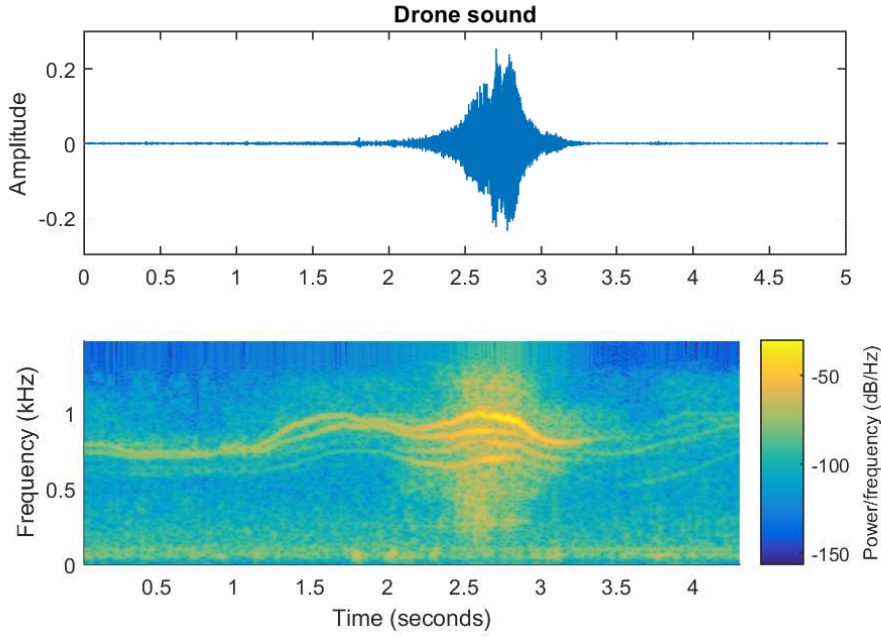 Drone sound
Amplitude
0.2
0
-0.2
0 0.5 1 1.5 2 2.5 3 3.5 4 4.5 5
Frequency (kHz)
1
0.5
0
0.5 1 1.5 2 2.5 3 3.5 4
Time (seconds)
-50
-100
-150
Power/frequency (dB/Hz)